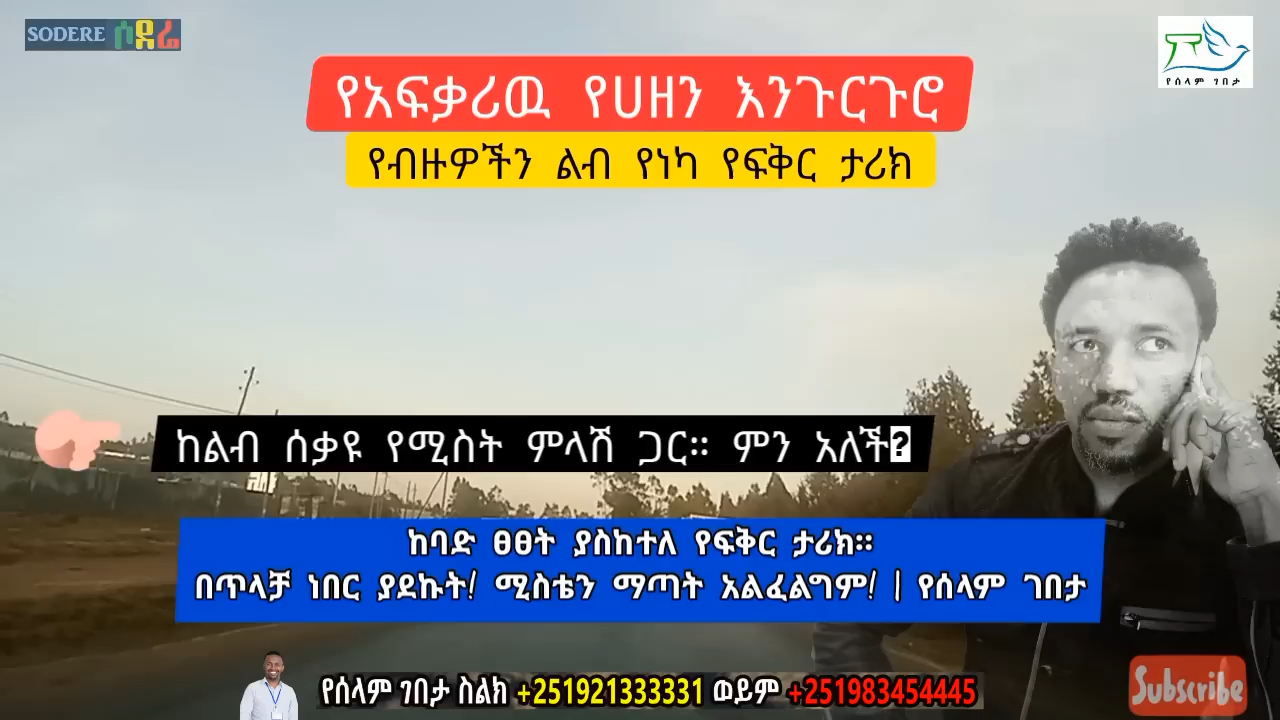 SODERE ሶደሬ
የሰላም ገበታ
የአፍቃሪዉ የሀዘን እንጉርጉሮ
የብዙዎችን ልብ የነካ የፍቅር ታሪክ
ከልብ ሰቃዩ የሚስት ምላሽ ጋር። ምን አለች
ከባድ ፀፀት ያስከተለ የፍቅር ታሪክ።
በጥላቻ ነበር ያደኩት! ሚስቴን ማጣት አልፈልግም! | የሰላም ገበታ
የሰላም ገበታ ስልክ +251921333331 ወይም +251983454445
Subscribe